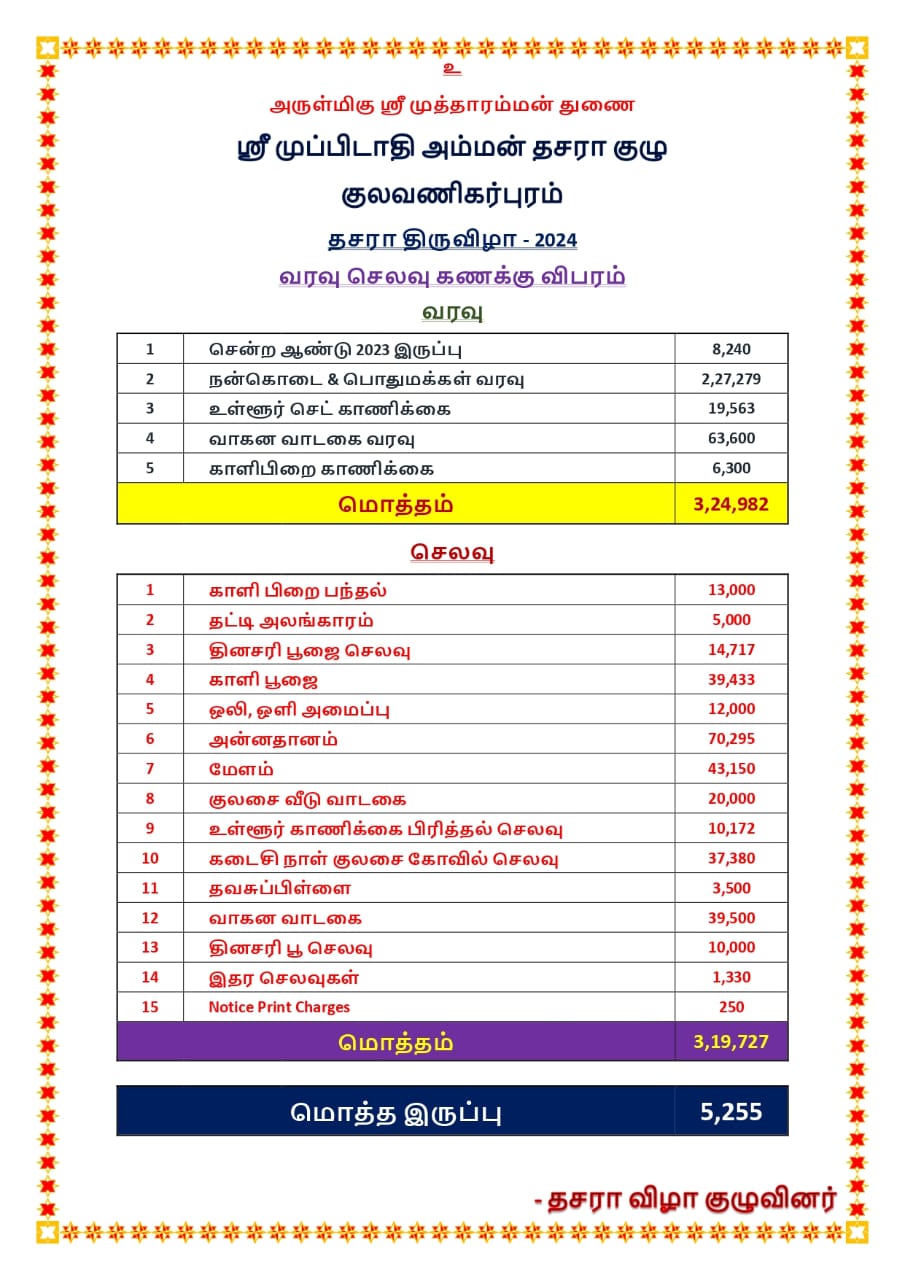 உ
அருள்மிகு ஸ்ரீ முத்தாரம்மன் துணை
ஸ்ரீ முப்பிடாதி அம்மன் தசரா குழு
குலவணிகர்புரம்
தசரா திருவிழா - 2024
வரவு செலவு கணக்கு விபரம்
வரவு
1 சென்ற ஆண்டு 2023 இருப்பு 8,240
2 நன்கொடை & பொதுமக்கள் வரவு 2,27,279
3 உள்ளூர் செட் காணிக்கை 19,563
4 வாகன வாடகை வரவு 63,600
5 காளிபிறை காணிக்கை 6,300
மொத்தம் 3,24,982
செலவு
1 காளி பிறை பந்தல் 13,000
2 தட்டி அலங்காரம் 5,000
3 தினசரி பூஜை செலவு 14,717
4 காளி பூஜை 39,433
5 ஒலி, ஒளி அமைப்பு 12,000
6 அன்னதானம் 70,295
7 மேளம் 43,150
8 குலசை வீடு வாடகை 20,000
9 உள்ளூர் காணிக்கை பிரித்தல் செலவு 10,172
10 கடைசி நாள் குலசை கோவில் செலவு 37,380
11 தவசுப்பிள்ளை 3,500
12 வாகன வாடகை 39,500
13 தினசரி பூ செலவு 10,000
14 இதர செலவுகள் 1,330
15 Notice Print Charges 250
மொத்தம் 3,19,727
மொத்த இருப்பு 5,255
- தசரா விழா குழுவினர்